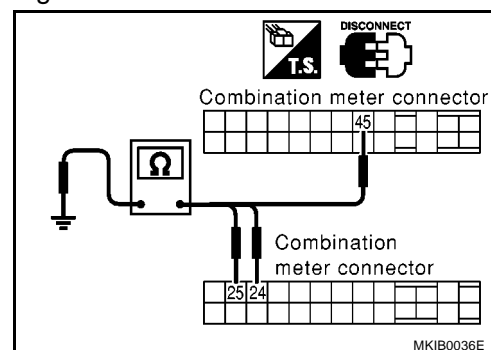 DISCONNECT
T.S.
Combination meter connector
45
Ω
Combination
meter connector
25 24
MKIB0036E